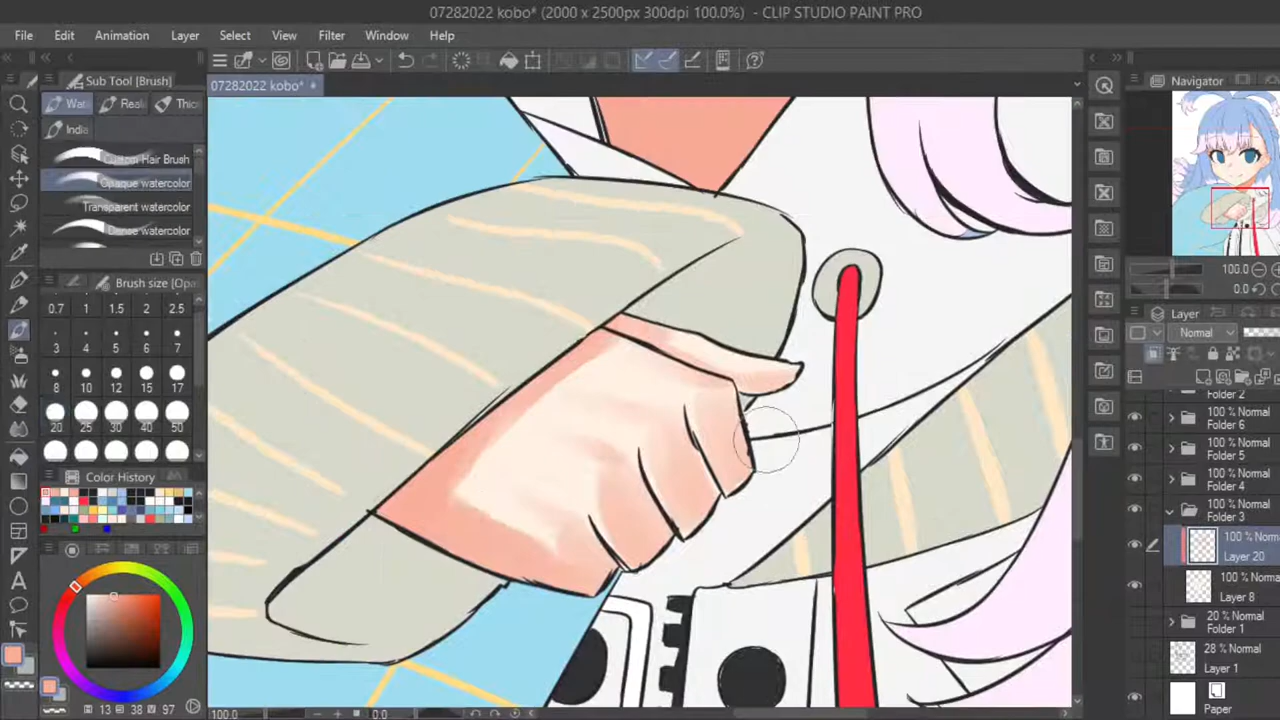 07282022 kobo* (2000 x 2500px 300dpi 100.0%) - CLIP STUDIO PAINT PRO
File Edit Animation Layer Select View Filter Window Help
07282022 kobo*
Sub Tool [Brush]
Wat Real Thic
India
Custom Hair Brush
Opaque watercolor
Transparent watercolor
Dense watercolor
Brush size [Opa
0.7 1 1.5 2 2.5
3 4 5 6 7
8 10 12 15 17
20 25 30 40 50
Color History
13 38 97
100.0 0.0
Navigator
100.0
0.0
Layer
Normal
Folder 2
100 % Normal
Folder 6
100 % Normal
Folder 5
100 % Normal
Folder 4
100 % Normal
Folder 3
100 % Norma
Layer 20
100 % Norma
Layer 8
20 % Normal
Folder 1
28 % Normal
Layer 1
Paper